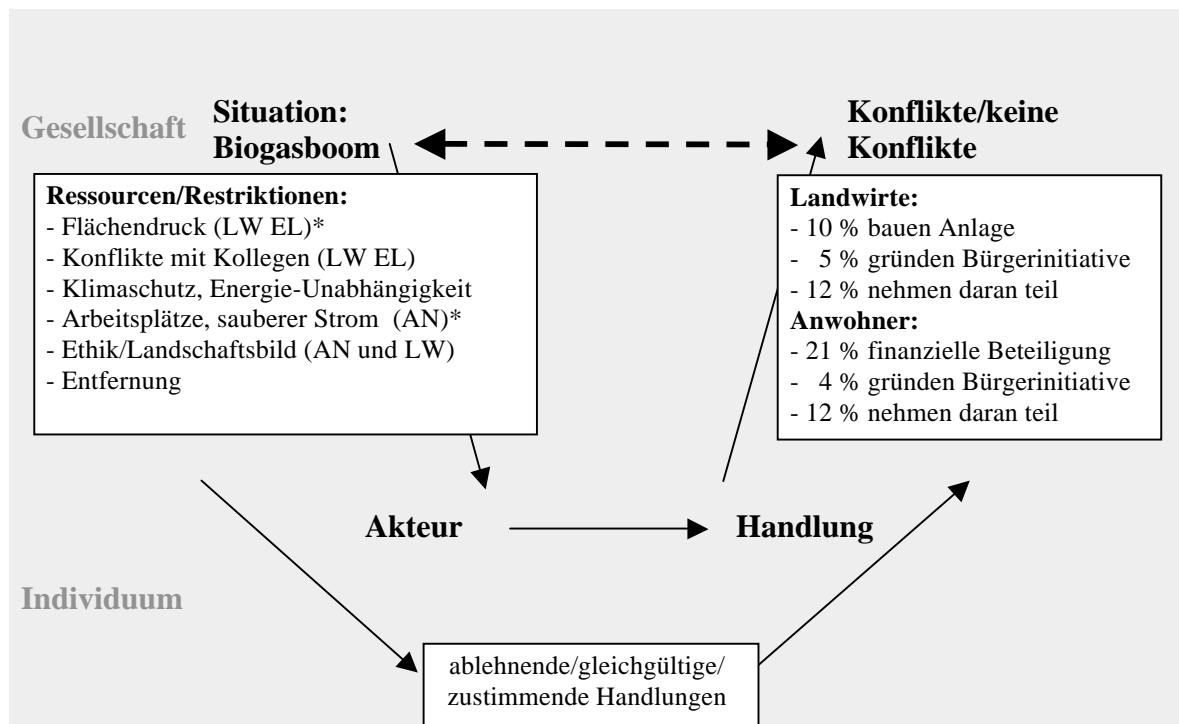 Gesellschaft
Situation:
Biogasboom
Konflikte/keine
Konflikte
Ressourcen/Restriktionen:
- Flächendruck (LW EL)*
- Konflikte mit Kollegen (LW EL)
- Klimaschutz, Energie-Unabhängigkeit
- Arbeitsplätze, sauberer Strom (AN)*
- Ethik/Landschaftsbild (AN und LW)
- Entfernung
Landwirte:
- 10 % bauen Anlage
- 5 % gründen Bürgerinitiative
- 12 % nehmen daran teil
Anwohner:
- 21 % finanzielle Beteiligung
- 4 % gründen Bürgerinitiative
- 12 % nehmen daran teil
Akteur
Handlung
Individuum
ablehnende/gleichgültige/
zustimmende Handlungen